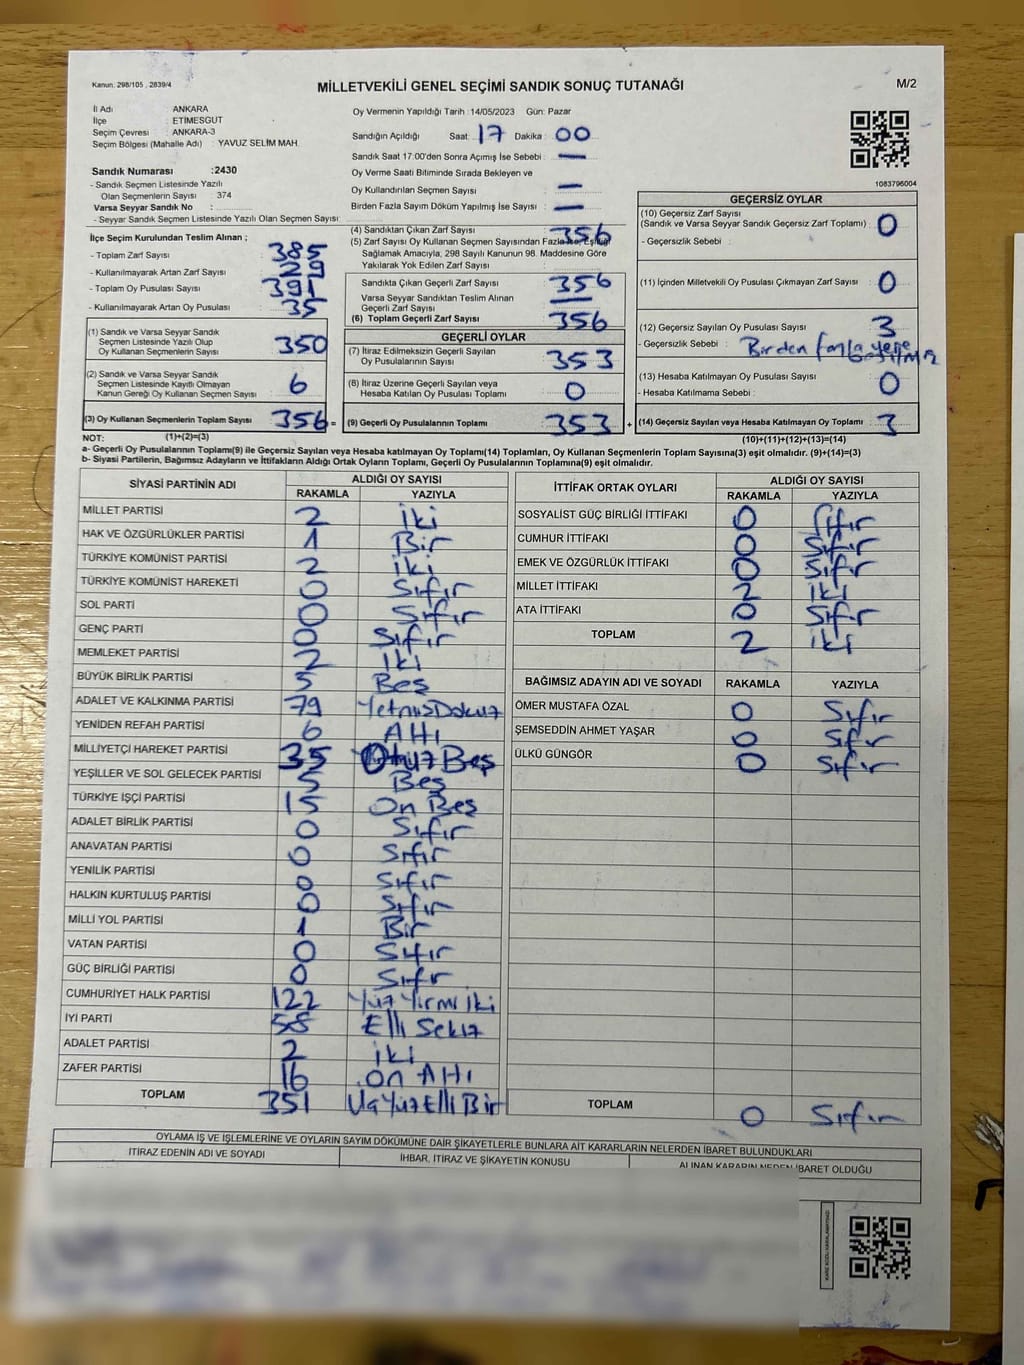 Kanun: 298/105 , 2839/4
MİLLETVEKİLİ GENEL SEÇİMİ SANDIK SONUÇ TUTANAĞI
M/2
İl Adı ANKARA
İlçe ETİMESGUT
Seçim Çevresi ANKARA-3
Seçim Bölgesi (Mahalle Adı) : YAVUZ SELİM MAH.
Sandık Numarası :2430
- Sandık Seçmen Listesinde Yazılı
Olan Seçmenlerin Sayısı 374
Varsa Seyyar Sandık No :
- Seyyar Sandık Seçmen Listesinde Yazılı Olan Seçmen Sayısı:
Oy Vermenin Yapıldığı Tarih :14/05/2023 Gün: Pazar
Sandığın Açıldığı Saat: 17 Dakika : 00
Sandık Saat 17:00'den Sonra Açımış İse Sebebi : —
Oy Verme Saati Bitiminde Sırada Bekleyen ve
Oy Kullandırılan Seçmen Sayısı : —
Birden Fazla Sayım Döküm Yapılmış İse Sayısı : —
1083796004
İlçe Seçim Kurulundan Teslim Alınan ;
- Toplam Zarf Sayısı : 385
- Kullanılmayarak Artan Zarf Sayısı : 29
- Toplam Oy Pusulası Sayısı : 391
- Kullanılmayarak Artan Oy Pusulası : 35
(1) Sandık ve Varsa Seyyar Sandık
Seçmen Listesinde Yazılı Olup
Oy Kullanan Seçmenlerin Sayısı 350
(2) Sandık ve Varsa Seyyar Sandık
Seçmen Listesinde Kayıtlı Olmayan
Kanun Gereği Oy Kullanan Seçmen Sayısı 6
(3) Oy Kullanan Seçmenlerin Toplam Sayısı 356 =
(4) Sandıktan Çıkan Zarf Sayısı : 356
(5) Zarf Sayısı Oy Kullanan Seçmen Sayısından Fazla İse, Eşitliği
Sağlamak Amacıyla, 298 Sayılı Kanunun 98. Maddesine Göre
Yakılarak Yok Edilen Zarf Sayısı :
Sandıkta Çıkan Geçerli Zarf Sayısı : 356
Varsa Seyyar Sandıktan Teslim Alınan
Geçerli Zarf Sayısı : —
(6) Toplam Geçerli Zarf Sayısı : 356
GEÇERLİ OYLAR
(7) İtiraz Edilmeksizin Geçerli Sayılan
Oy Pusulalarının Sayısı : 353
(8) İtiraz Üzerine Geçerli Sayılan veya
Hesaba Katılan Oy Pusulası Toplamı : 0
(9) Geçerli Oy Pusulalarının Toplamı 353 +
GEÇERSİZ OYLAR
(10) Geçersiz Zarf Sayısı
(Sandık ve Varsa Seyyar Sandık Geçersiz Zarf Toplamı) : 0
- Geçersizlik Sebebi :
(11) İçinden Milletvekili Oy Pusulası Çıkmayan Zarf Sayısı : 0
(12) Geçersiz Sayılan Oy Pusulası Sayısı : 3
- Geçersizlik Sebebi : Birden fazla yere
(13) Hesaba Katılmayan Oy Pusulası Sayısı : 0
- Hesaba Katılmama Sebebi :
(14) Geçersiz Sayılan veya Hesaba Katılmayan Oy Toplamı : 3
NOT: (1)+(2)=(3) (10)+(11)+(12)+(13)=(14)
a- Geçerli Oy Pusulalarının Toplamı(9) ile Geçersiz Sayılan veya Hesaba katılmayan Oy Toplamı(14) Toplamları, Oy Kullanan Seçmenlerin Toplam Sayısına(3) eşit olmalıdır. (9)+(14)=(3)
b- Siyasi Partilerin, Bağımsız Adayların ve İttifakların Aldığı Ortak Oyların Toplamı, Geçerli Oy Pusulalarının Toplamına(9) eşit olmalıdır.
SİYASİ PARTİNİN ADI ALDIĞI OY SAYISI
RAKAMLA YAZIYLA
MİLLET PARTİSİ 2 İki
HAK VE ÖZGÜRLÜKLER PARTİSİ 1 Bir
TÜRKİYE KOMÜNİST PARTİSİ 2 iki
TÜRKİYE KOMÜNİST HAREKETİ 0 Sıfır
SOL PARTİ 0 Sıfır
GENÇ PARTİ 0 Sıfır
MEMLEKET PARTİSİ 2 iki
BÜYÜK BİRLİK PARTİSİ 5 Beş
ADALET VE KALKINMA PARTİSİ 79 YetmişDokuz
YENİDEN REFAH PARTİSİ 6 Altı
MİLLİYETÇİ HAREKET PARTİSİ 35 Otuz Beş
YEŞİLLER VE SOL GELECEK PARTİSİ 5 Beş
TÜRKİYE İŞÇİ PARTİSİ 15 On Beş
ADALET BİRLİK PARTİSİ 0 Sıfır
ANAVATAN PARTİSİ 0 Sıfır
YENİLİK PARTİSİ 0 Sıfır
HALKIN KURTULUŞ PARTİSİ 0 Sıfır
MİLLİ YOL PARTİSİ 1 Bir
VATAN PARTİSİ 0 Sıfır
GÜÇ BİRLİĞİ PARTİSİ 0 Sıfır
CUMHURİYET HALK PARTİSİ 122 Yüz Yirmi iki
İYİ PARTİ 58 Elli Sekiz
ADALET PARTİSİ 2 iki
ZAFER PARTİSİ 16 on Altı
TOPLAM 351 ÜçYüzElli Bir
İTTİFAK ORTAK OYLARI ALDIĞI OY SAYISI
RAKAMLA YAZIYLA
SOSYALİST GÜÇ BİRLİĞİ İTTİFAKI 0 Sıfır
CUMHUR İTTİFAKI 0 Sıfır
EMEK VE ÖZGÜRLÜK İTTİFAKI 0 Sıfır
MİLLET İTTİFAKI 2 iki
ATA İTTİFAKI 0 Sıfır
TOPLAM 2 iki
BAĞIMSIZ ADAYIN ADI VE SOYADI RAKAMLA YAZIYLA
ÖMER MUSTAFA ÖZAL 0 Sıfır
ŞEMSEDDİN AHMET YAŞAR 0 Sıfır
ÜLKÜ GÜNGÖR 0 Sıfır
TOPLAM 0 Sıfır
OYLAMA İŞ VE İŞLEMLERİNE VE OYLARIN SAYIM DÖKÜMÜNE DAİR ŞİKAYETLERLE BUNLARA AİT KARARLARIN NELERDEN İBARET BULUNDUKLARI
İTİRAZ EDENİN ADI VE SOYADI İHBAR, İTİRAZ VE ŞİKAYETİN KONUSU ALINAN KARARIN NEDEN İBARET OLDUĞU